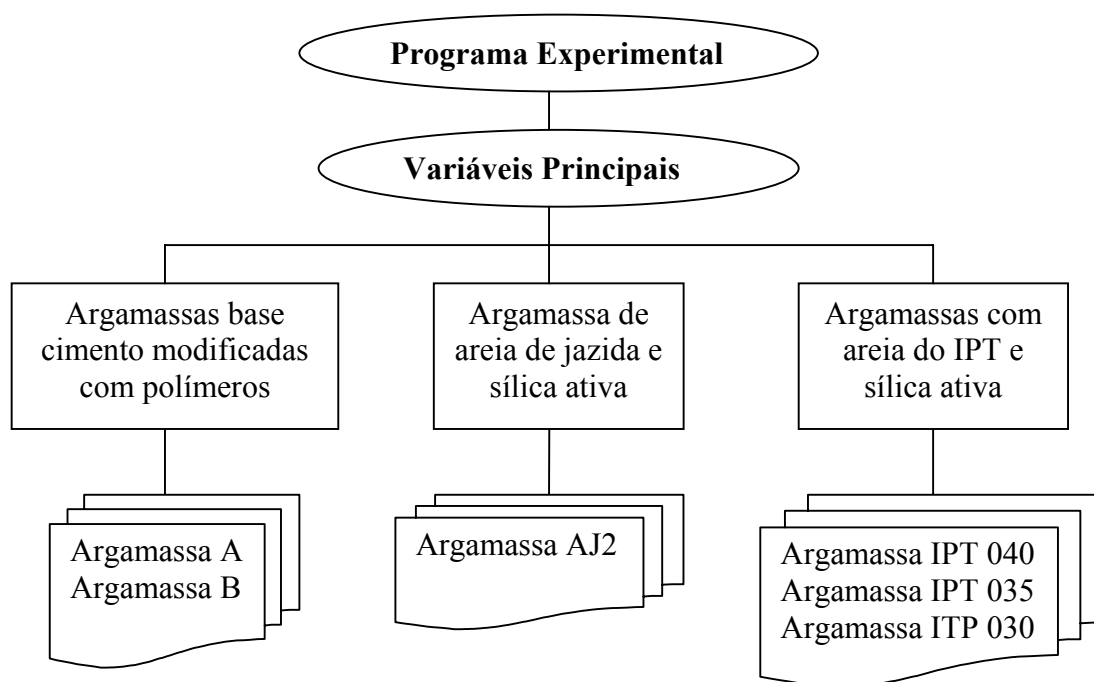 Programa Experimental
Variáveis Principais
Argamassas base
cimento modificadas
com polímeros
Argamassa de
areia de jazida e
sílica ativa
Argamassas com
areia do IPT e
sílica ativa
Argamassa A
Argamassa B
Argamassa AJ2
Argamassa IPT 040
Argamassa IPT 035
Argamassa ITP 030